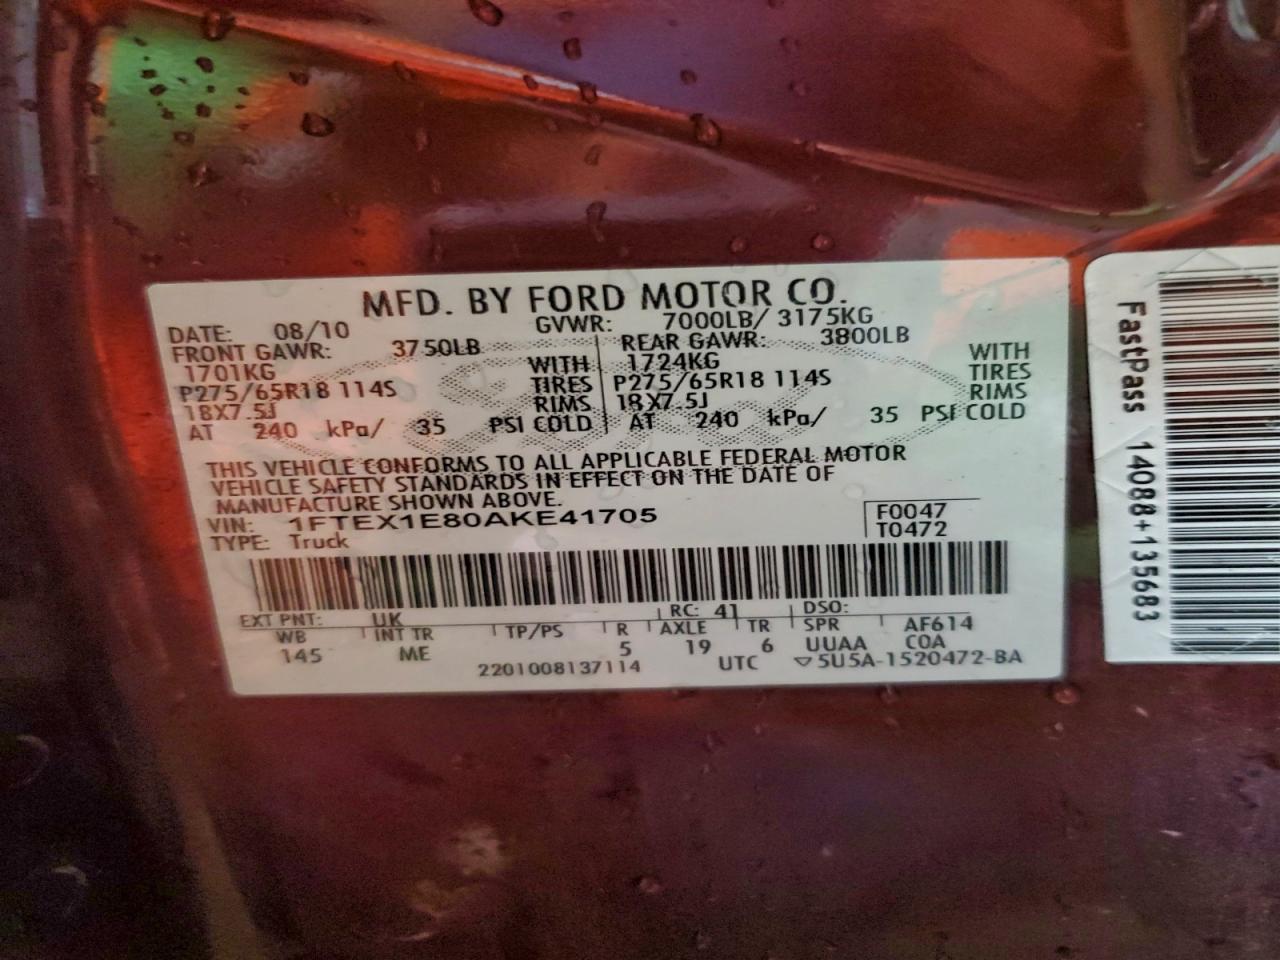 MFD. BY FORD MOTOR CO.
DATE: 08/10 GVWR: 7000LB/ 3175KG
FRONT GAWR: 3750LB REAR GAWR: 3800LB
1701KG WITH 1724KG WITH
P275/65R18 114S TIRES P275/65R18 114S TIRES
18X7.5J RIMS 18X7.5J RIMS
AT 240 kPa/ 35 PSI COLD AT 240 kPa/ 35 PSI COLD
THIS VEHICLE CONFORMS TO ALL APPLICABLE FEDERAL MOTOR
VEHICLE SAFETY STANDARDS IN EFFECT ON THE DATE OF
MANUFACTURE SHOWN ABOVE.
VIN: 1FTEX1E80AKE41705 F0047
TYPE: Truck T0472
EXT PNT: UK RC: 41 DSO:
WB INT TR TP/PS R AXLE TR SPR AF614
145 ME 5 19 6 UUAA COA
2201008137114 UTC ▽5U5A-1520472-BA
FastPass 14088+135683